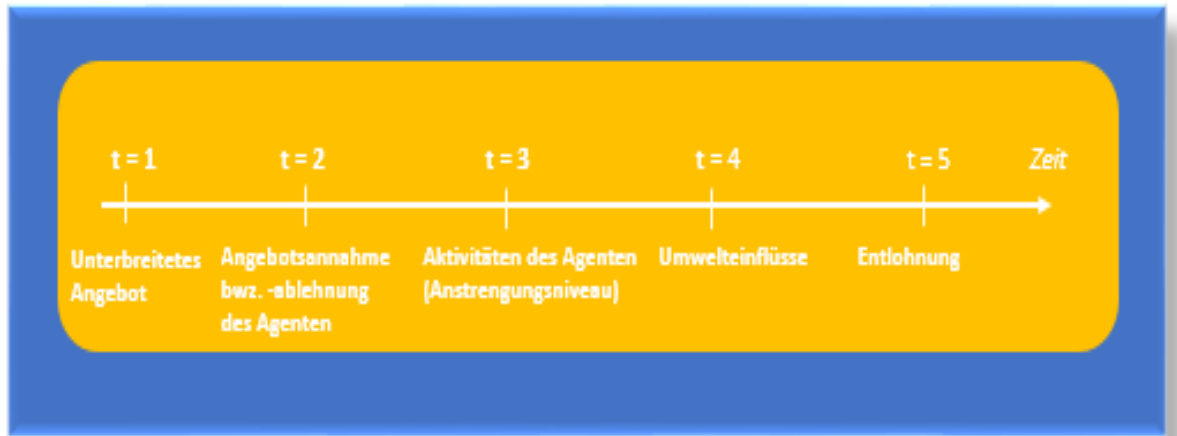 t = 1
t = 2
t = 3
t = 4
t = 5
Zeit
Unterbreitetes
Angebot
Angebotsannahme
bwz. -ablehnung
des Agenten
Aktivitäten des Agenten
(Anstrengungsniveau)
Umwelteinflüsse
Entlohnung